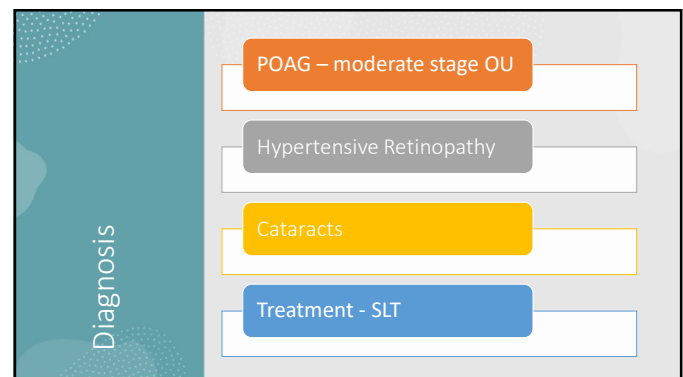 Diagnosis
POAG – moderate stage OU
Hypertensive Retinopathy
Cataracts
Treatment - SLT